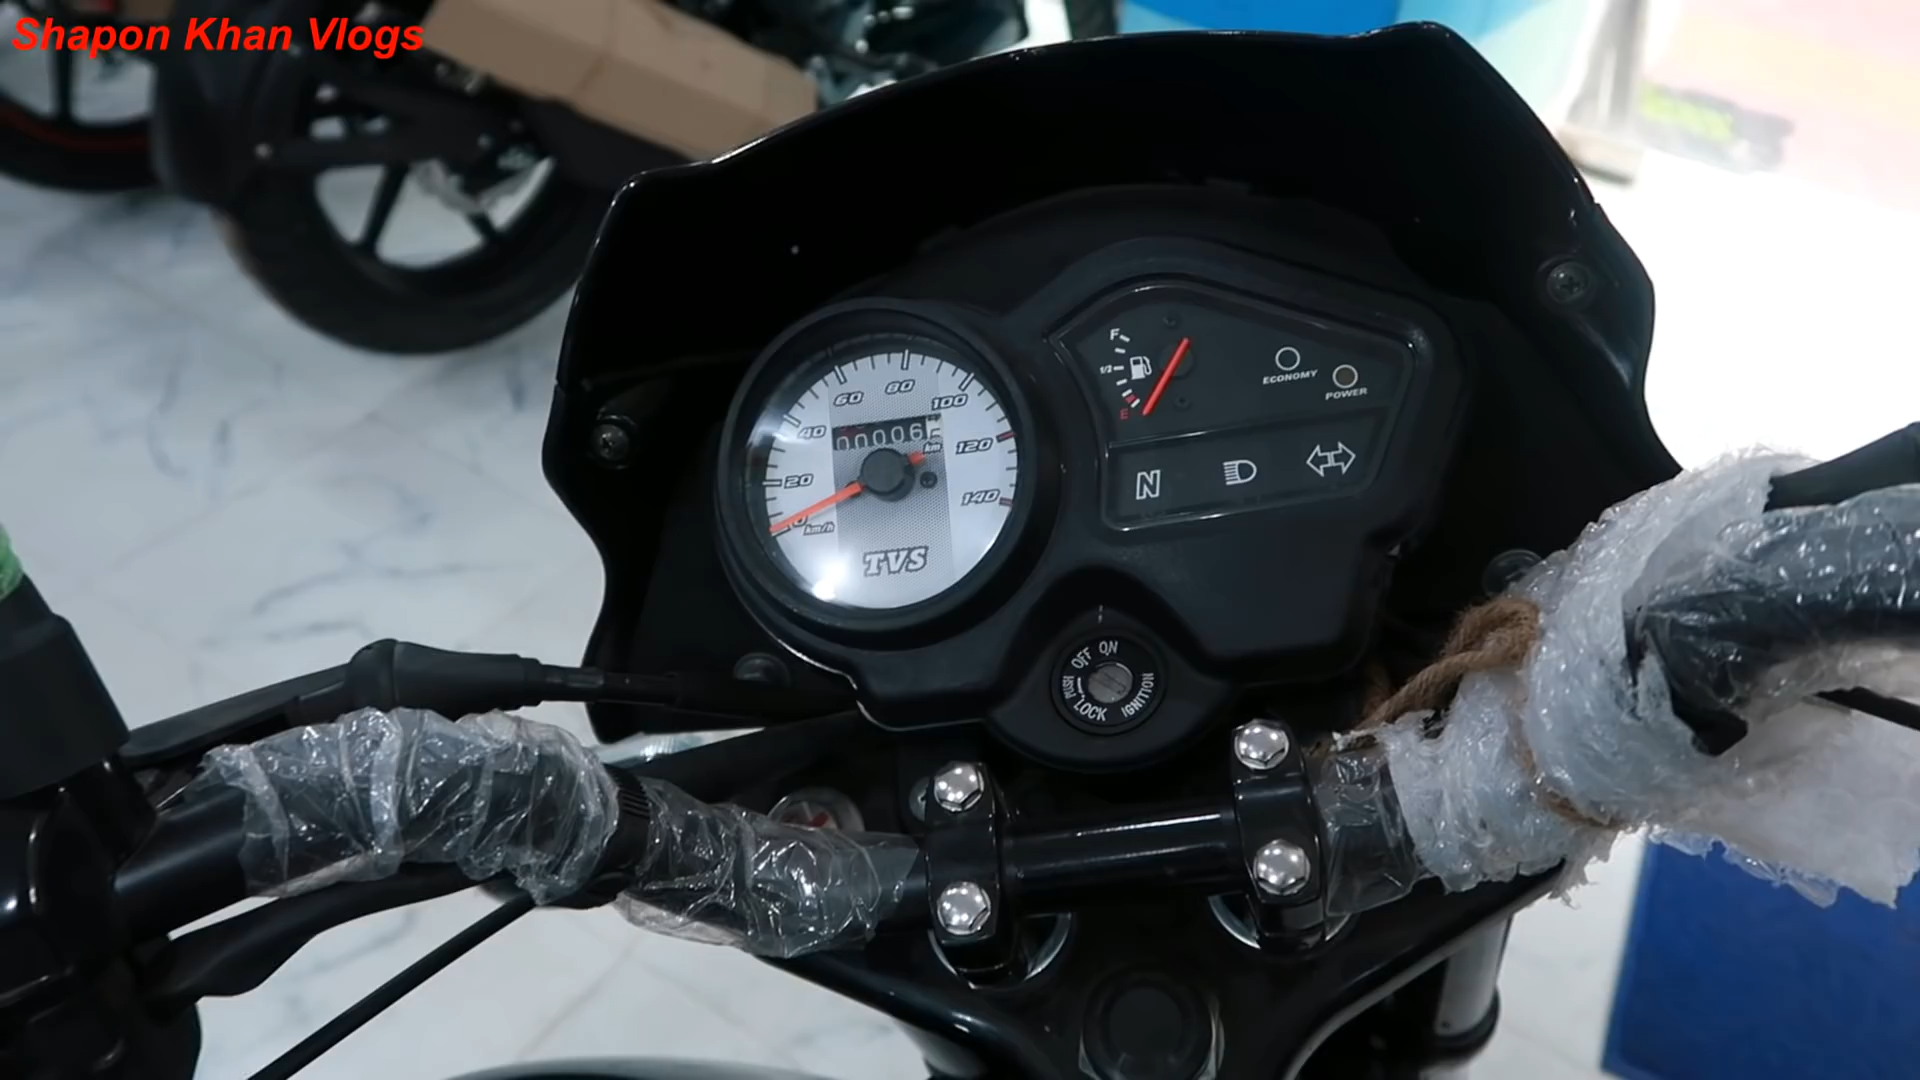 Shapon Khan Vlogs
F
1/2
E
ECONOMY
POWER
N
0
20
40
60
80
100
120
140
km/h
00006
km
TVS
OFF ON
PUSH
LOCK
IGNITION